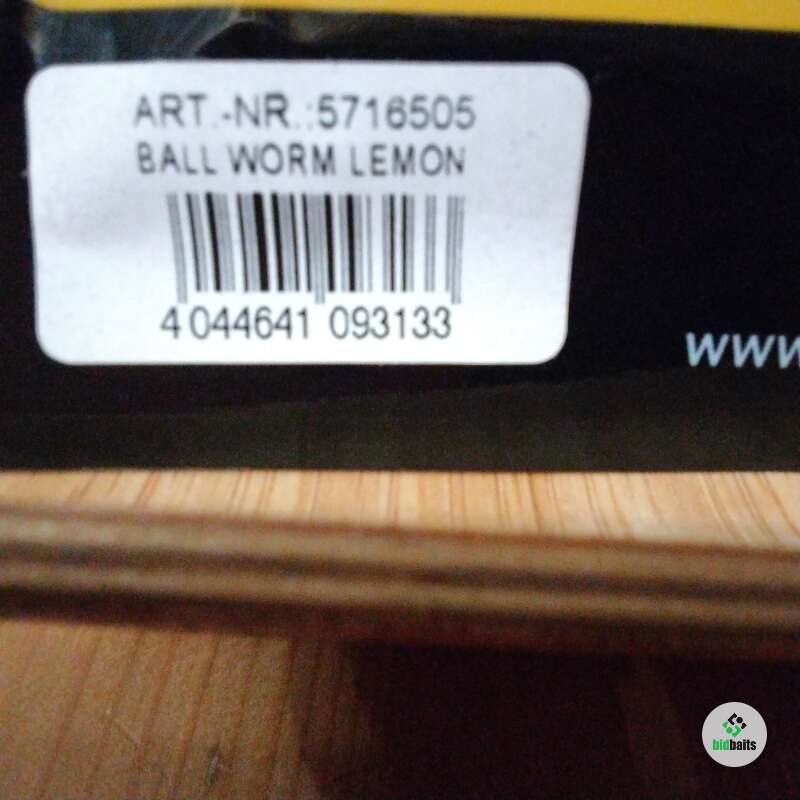 ART.-NR.:5716505
BALL WORM LEMON
4 044641 093133
www.
bidbaits